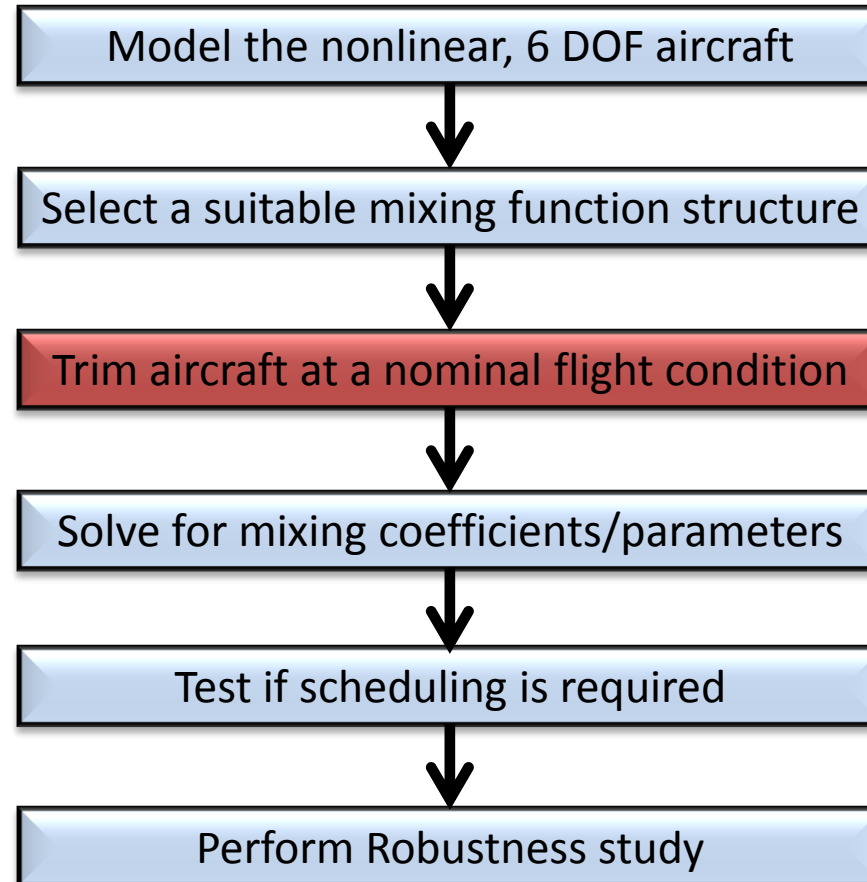 Model the nonlinear, 6 DOF aircraft
Select a suitable mixing function structure
Trim aircraft at a nominal flight condition
Solve for mixing coefficients/parameters
Test if scheduling is required
Perform Robustness study